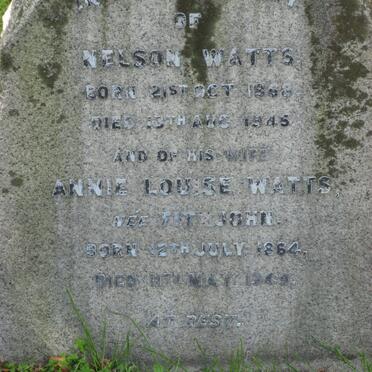 OF
NELSON WATTS
BORN 21ST OCT
DIED AUG 1945
AND OF HIS WIFE
ANNIE LOUISE WATTS
NÉE FITZJOHN.
BORN 12TH JULY 1864.
DIED MAY
AT REST.